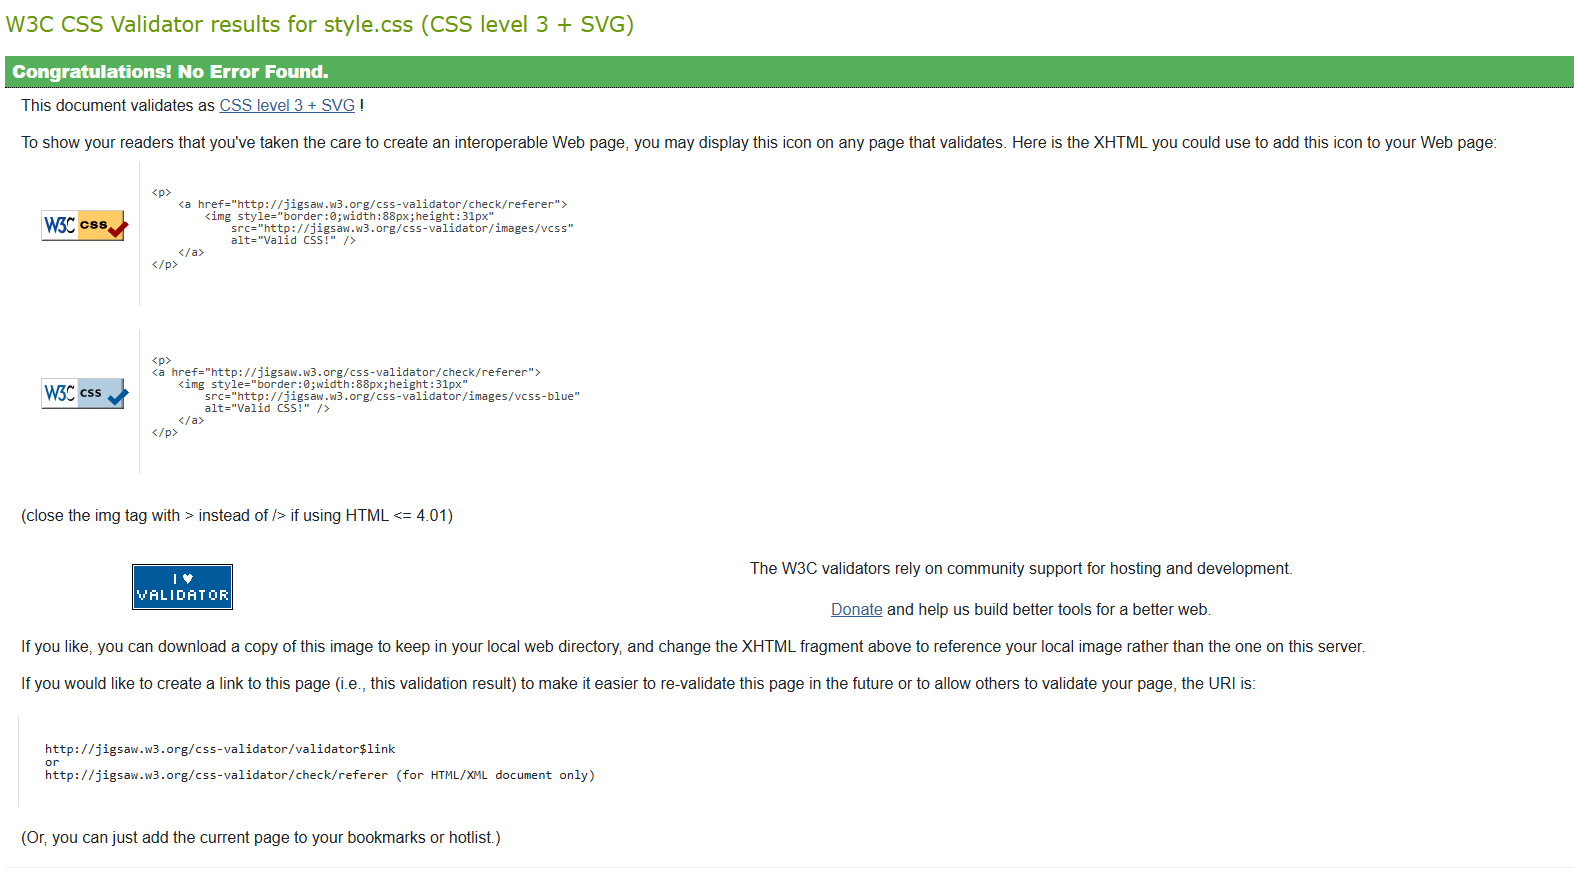 W3C CSS Validator results for style.css (CSS level 3 + SVG)
Congratulations! No Error Found.
This document validates as CSS level 3 + SVG !
To show your readers that you've taken the care to create an interoperable Web page, you may display this icon on any page that validates. Here is the XHTML you could use to add this icon to your Web page:
W3C css
<p>
    <a href="http://jigsaw.w3.org/css-validator/check/referer">
        <img style="border:0;width:88px;height:31px"
            src="http://jigsaw.w3.org/css-validator/images/vcss"
            alt="Valid CSS!" />
    </a>
</p>
W3C css
<p>
<a href="http://jigsaw.w3.org/css-validator/check/referer">
    <img style="border:0;width:88px;height:31px"
        src="http://jigsaw.w3.org/css-validator/images/vcss-blue"
        alt="Valid CSS!" />
    </a>
</p>
(close the img tag with > instead of /> if using HTML <= 4.01)
I ♥
VALIDATOR
The W3C validators rely on community support for hosting and development.
Donate and help us build better tools for a better web.
If you like, you can download a copy of this image to keep in your local web directory, and change the XHTML fragment above to reference your local image rather than the one on this server.
If you would like to create a link to this page (i.e., this validation result) to make it easier to re-validate this page in the future or to allow others to validate your page, the URI is:
http://jigsaw.w3.org/css-validator/validator$link
or
http://jigsaw.w3.org/css-validator/check/referer (for HTML/XML document only)
(Or, you can just add the current page to your bookmarks or hotlist.)